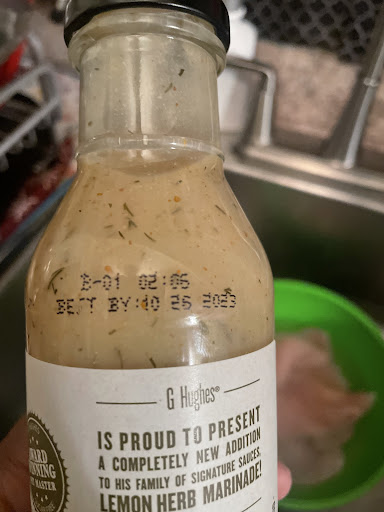 B-01 02:06
BEST BY:10 26 2023
G Hughes®
IS PROUD TO PRESENT
A COMPLETELY NEW ADDITION
TO HIS FAMILY OF SIGNATURE SAUCES,
LEMON HERB MARINADE!